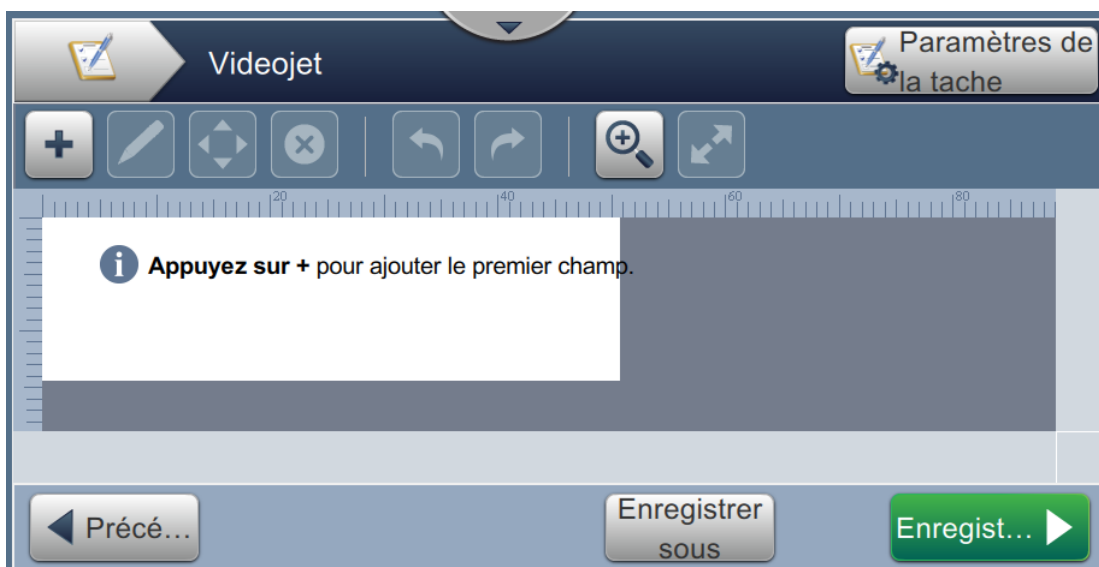 Videojet
Paramètres de
la tache
20 40 60 80
Appuyez sur + pour ajouter le premier champ.
Précé...
Enregistrer
sous
Enregist...